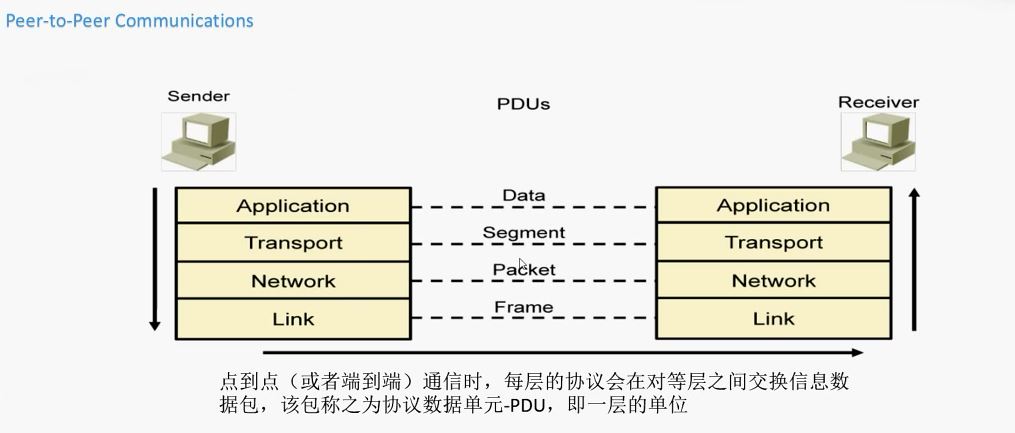 Peer-to-Peer Communications
Sender
PDUs
Receiver
Application
Data
Application
Transport
Segment
Transport
Network
Packet
Network
Link
Frame
Link
点到点（或者端到端）通信时，每层的协议会在对等层之间交换信息数
据包，该包称之为协议数据单元-PDU，即一层的单位